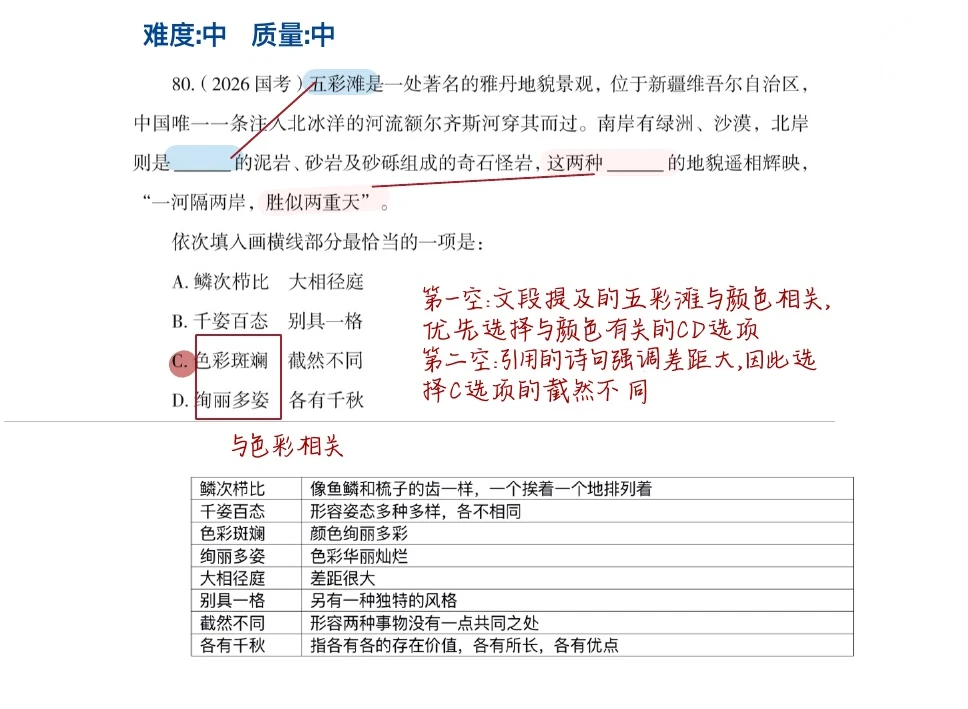 难度:中 质量:中
80.（2026 国考）五彩滩是一处著名的雅丹地貌景观，位于新疆维吾尔自治区，
中国唯一一条注入北冰洋的河流额尔齐斯河穿其而过。南岸有绿洲、沙漠，北岸
则是______的泥岩、砂岩及砂砾组成的奇石怪岩，这两种______的地貌遥相辉映，
“一河隔两岸，胜似两重天”。
依次填入画横线部分最恰当的一项是：
A. 鳞次栉比 大相径庭
B. 千姿百态 别具一格
C. 色彩斑斓 截然不同
D. 绚丽多姿 各有千秋
第一空:文段提及的五彩滩与颜色相关,
优先选择与颜色有关的CD选项
第二空:引用的诗句强调差距大,因此选
择C选项的截然不同
与色彩相关
鳞次栉比 像鱼鳞和梳子的齿一样，一个挨着一个地排列着
千姿百态 形容姿态多种多样，各不相同
色彩斑斓 颜色绚丽多彩
绚丽多姿 色彩华丽灿烂
大相径庭 差距很大
别具一格 另有一种独特的风格
截然不同 形容两种事物没有一点共同之处
各有千秋 指各有各的存在价值，各有所长，各有优点